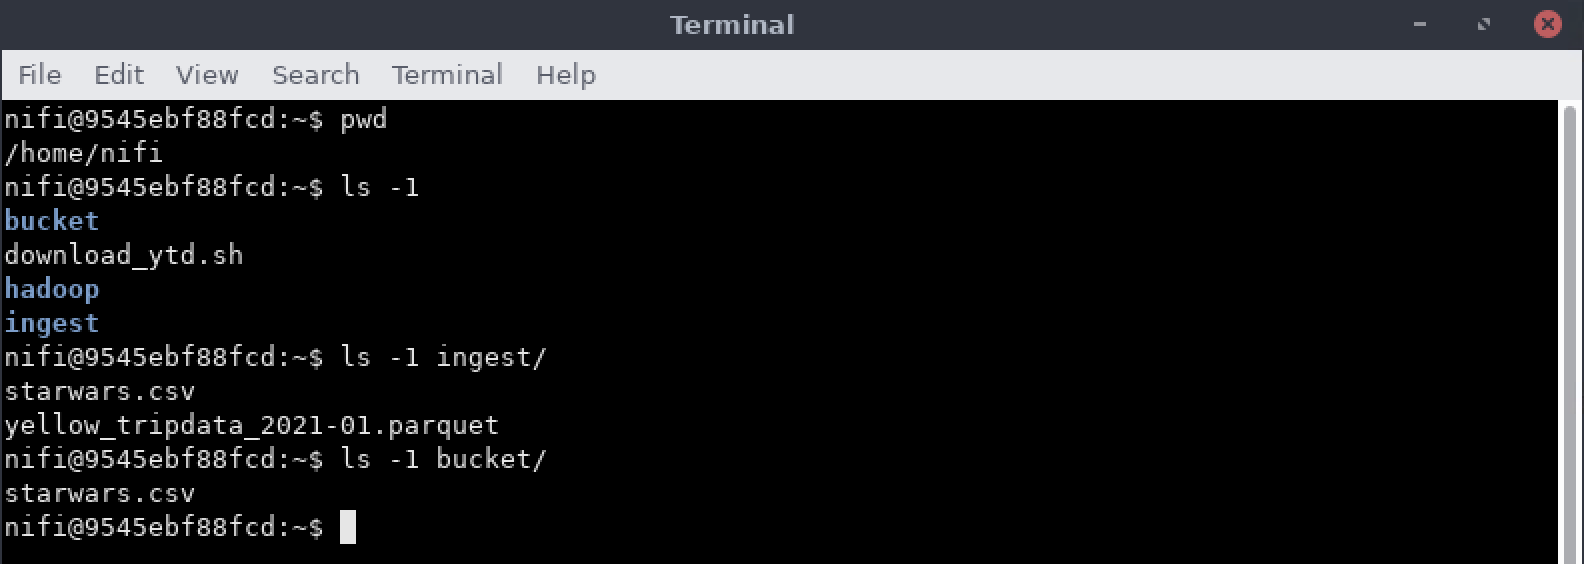 Terminal
File Edit View Search Terminal Help
nifi@9545ebf88fcd:~$ pwd
/home/nifi
nifi@9545ebf88fcd:~$ ls -1
bucket
download_ytd.sh
hadoop
ingest
nifi@9545ebf88fcd:~$ ls -1 ingest/
starwars.csv
yellow_tripdata_2021-01.parquet
nifi@9545ebf88fcd:~$ ls -1 bucket/
starwars.csv
nifi@9545ebf88fcd:~$